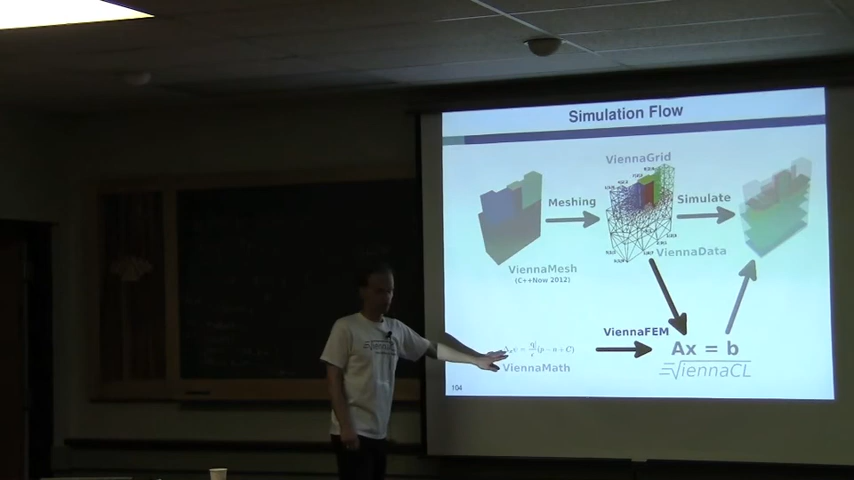 Simulation Flow
ViennaGrid
Meshing
Simulate
ViennaMesh
(C++Now 2012)
ViennaData
ViennaFEM
Ax = b
ViennaMath
ViennaCL
104